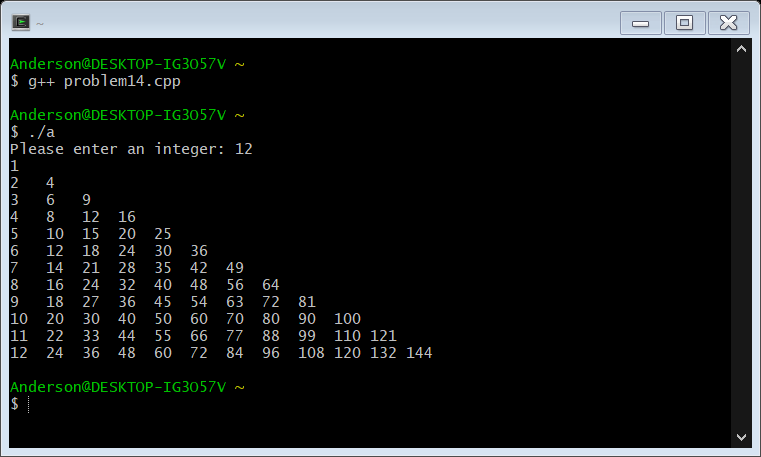 ~
Anderson@DESKTOP-IG3O57V ~
$ g++ problem14.cpp
Anderson@DESKTOP-IG3O57V ~
$ ./a
Please enter an integer: 12
1
2   4
3   6   9
4   8   12  16
5   10  15  20  25
6   12  18  24  30  36
7   14  21  28  35  42  49
8   16  24  32  40  48  56  64
9   18  27  36  45  54  63  72  81
10  20  30  40  50  60  70  80  90  100
11  22  33  44  55  66  77  88  99  110 121
12  24  36  48  60  72  84  96  108 120 132 144
Anderson@DESKTOP-IG3O57V ~
$